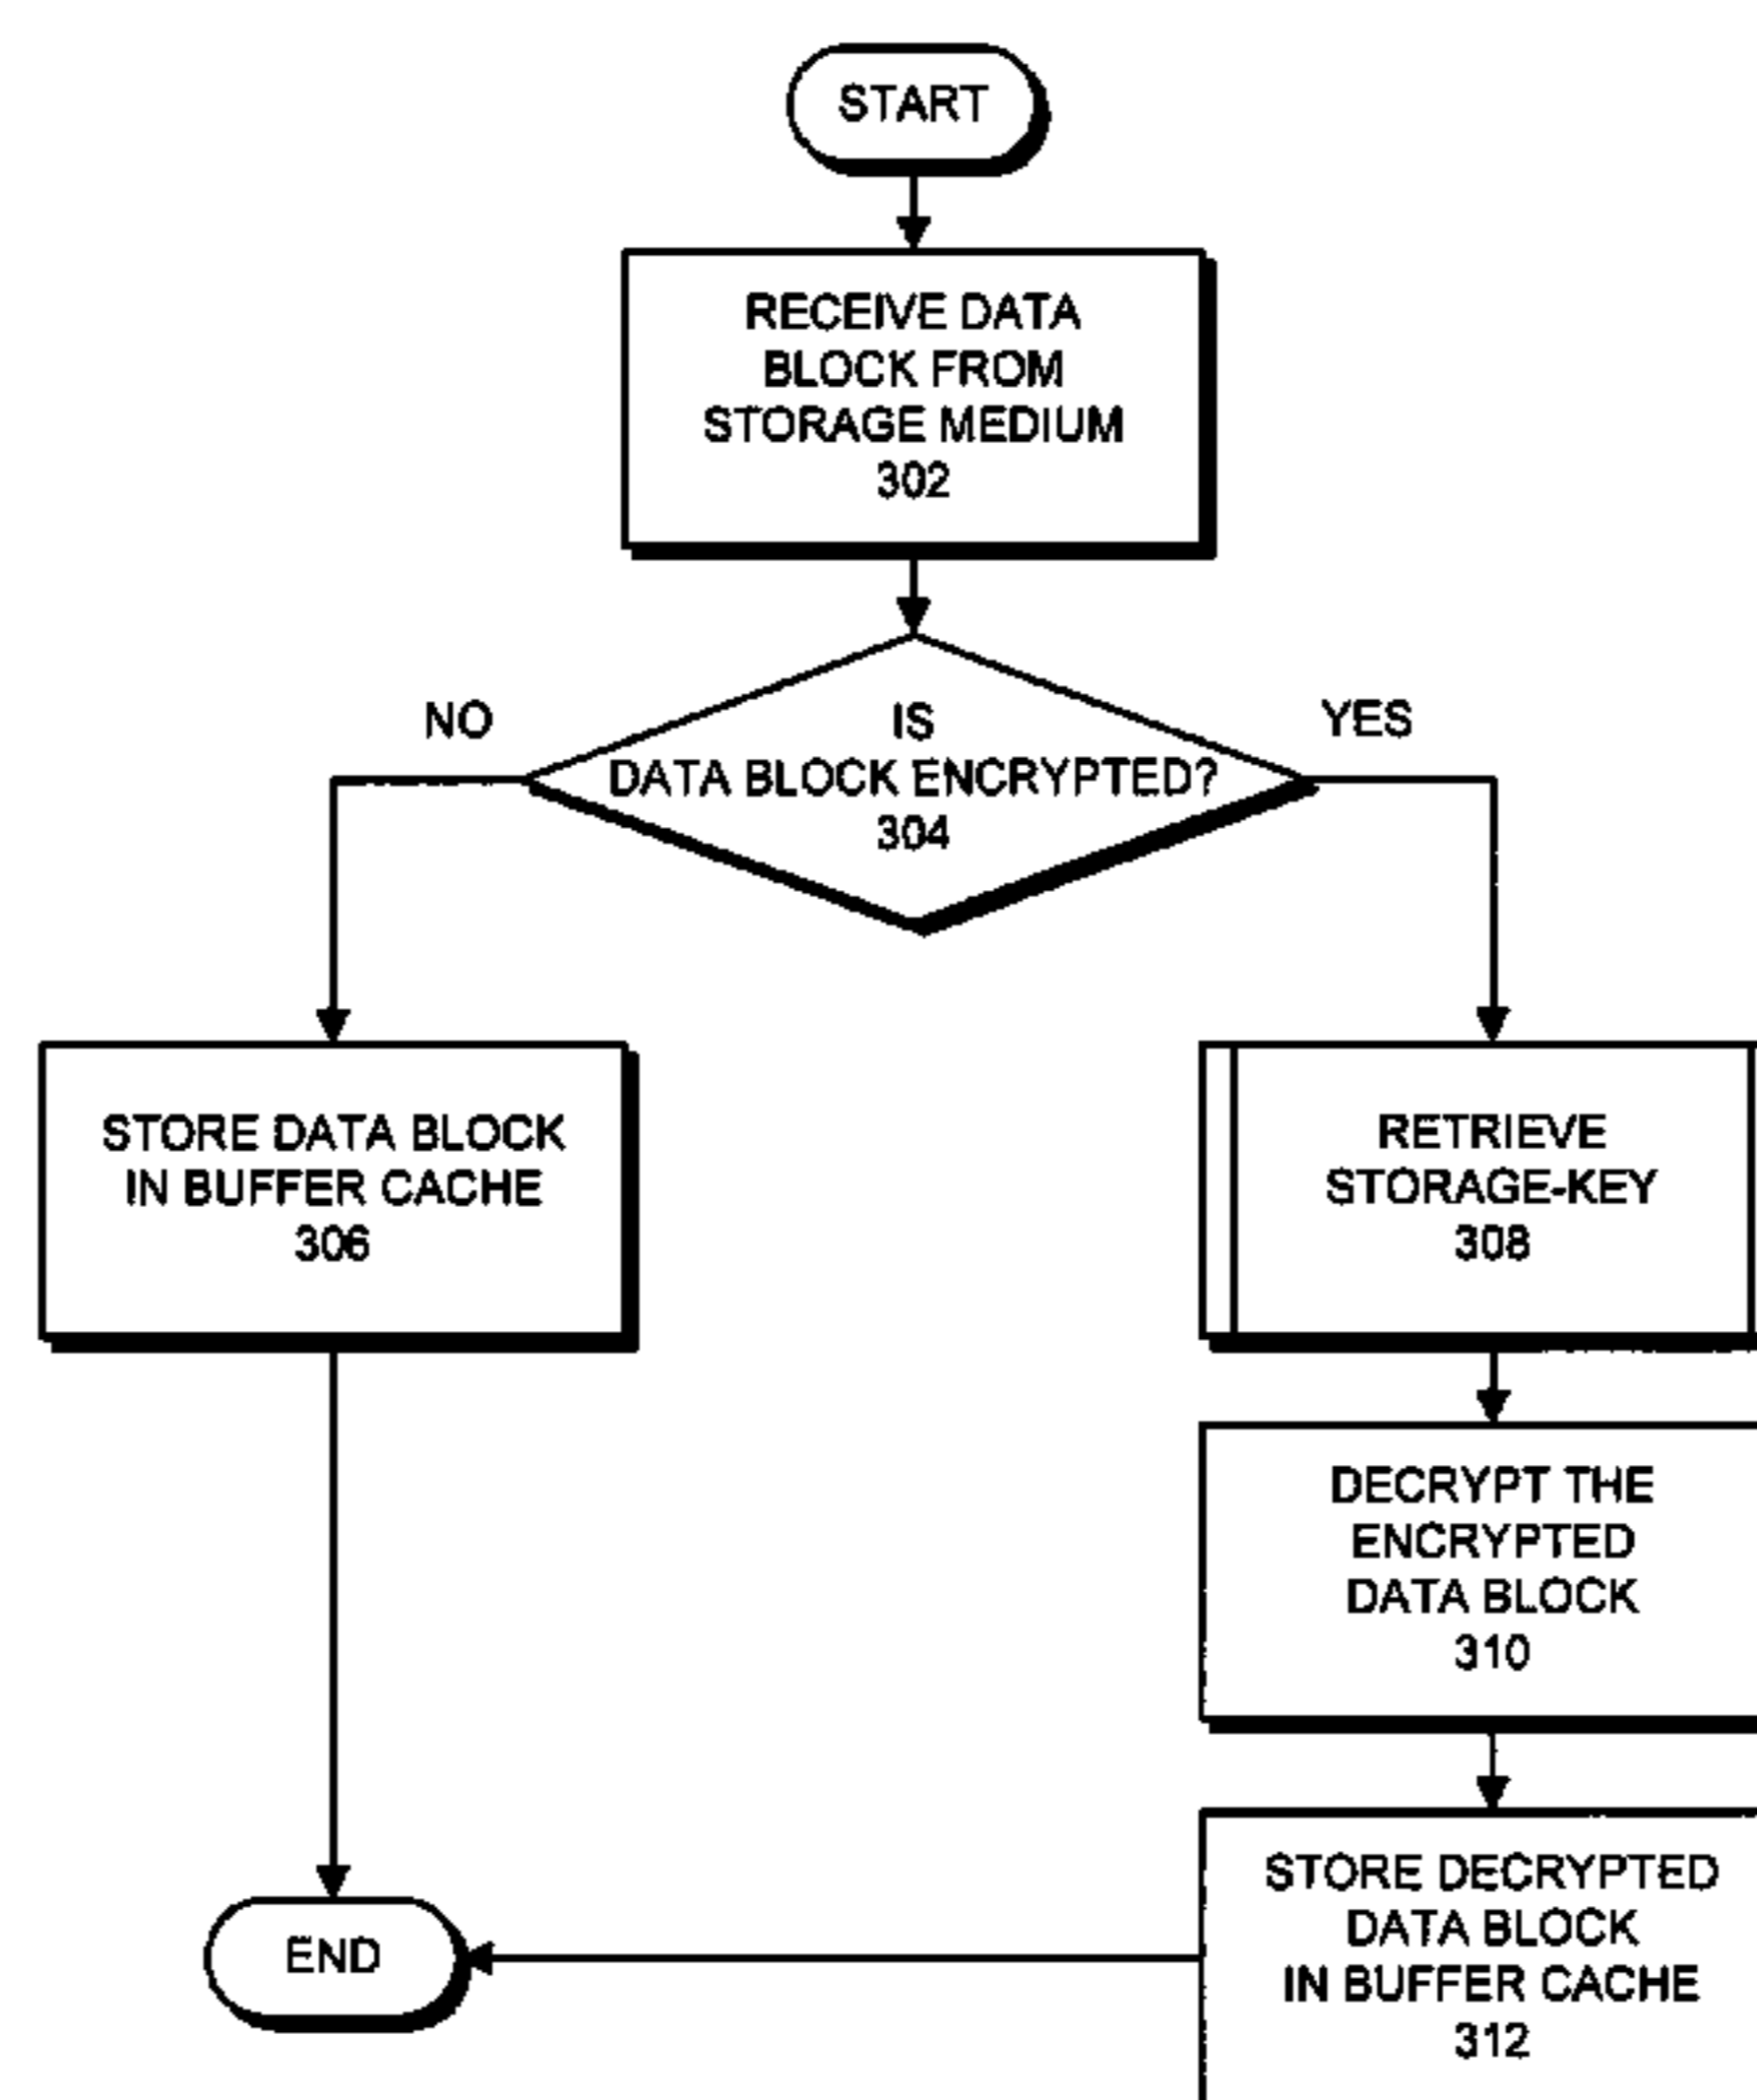 START
RECEIVE DATA
BLOCK FROM
STORAGE MEDIUM
302
NO
YES
IS
DATA BLOCK ENCRYPTED?
304
STORE DATA BLOCK
IN BUFFER CACHE
306
RETRIEVE
STORAGE-KEY
308
DECRYPT THE
ENCRYPTED
DATA BLOCK
310
STORE DECRYPTED
DATA BLOCK
IN BUFFER CACHE
312
END